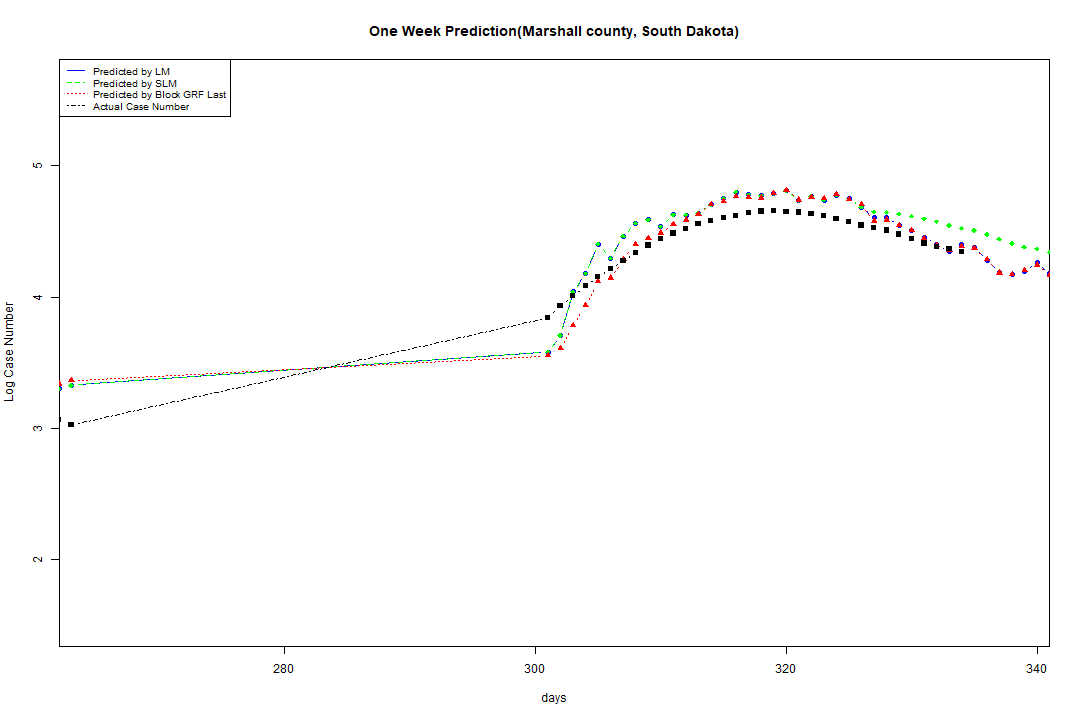 One Week Prediction(Marshall county, South Dakota)
Predicted by LM
Predicted by SLM
Predicted by Block GRF Last
Actual Case Number
5
4
3
2
Log Case Number
280
300
320
340
days